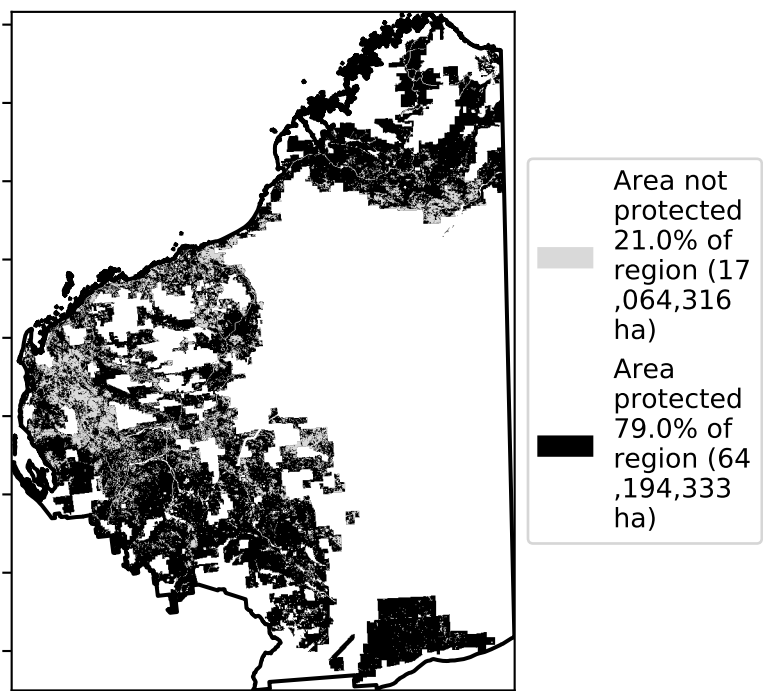 Area not
protected
21.0% of
region (17
,064,316
ha)
Area
protected
79.0% of
region (64
,194,333
ha)